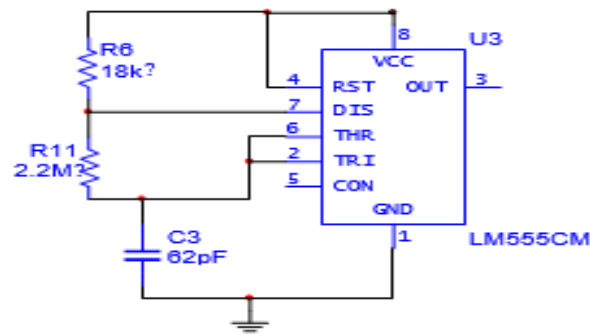 8
U3
VCC
R6
18k?
4
RST
OUT
3
7
DIS
6
THR
R11
2.2M?
2
TRI
5
CON
GND
C3
62pF
1
LM555CM